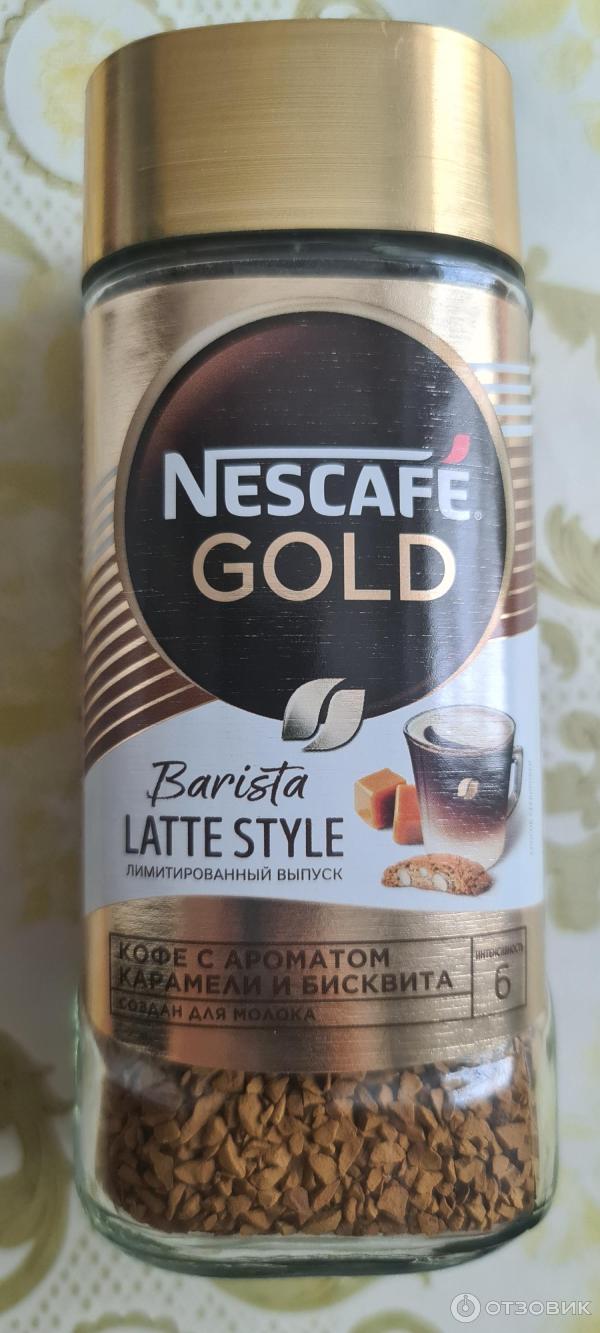 NESCAFÉ®
GOLD
Barista
LATTE STYLE
ЛИМИТИРОВАННЫЙ ВЫПУСК
КОФЕ С АРОМАТОМ
КАРАМЕЛИ И БИСКВИТА
СОЗДАН ДЛЯ МОЛОКА
ИНТЕНСИВНОСТЬ
6
ОТЗОВИК